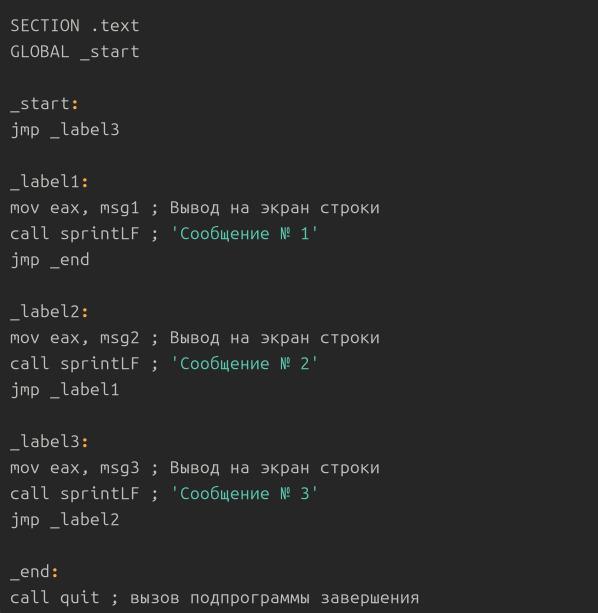 SECTION .text
GLOBAL _start
_start:
jmp _label3
_label1:
mov eax, msg1 ; Вывод на экран строки
call sprintLF ; 'Сообщение № 1'
jmp _end
_label2:
mov eax, msg2 ; Вывод на экран строки
call sprintLF ; 'Сообщение № 2'
jmp _label1
_label3:
mov eax, msg3 ; Вывод на экран строки
call sprintLF ; 'Сообщение № 3'
jmp _label2
_end:
call quit ; вызов подпрограммы завершения